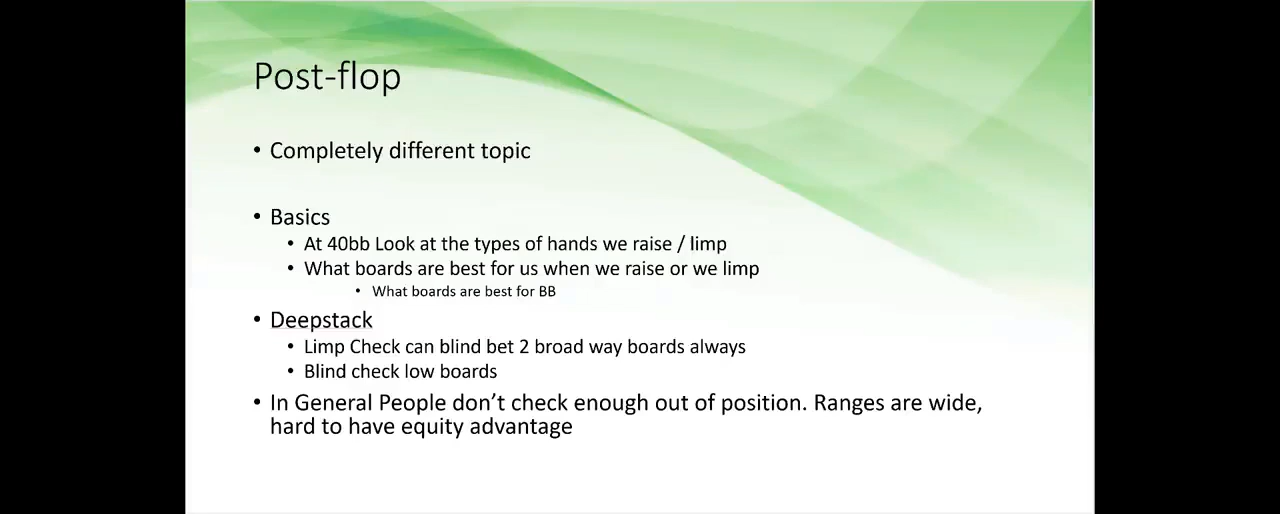 Post-flop
• Completely different topic
• Basics
• At 40bb Look at the types of hands we raise / limp
• What boards are best for us when we raise or we limp
• What boards are best for BB
• Deepstack
• Limp Check can blind bet 2 broad way boards always
• Blind check low boards
• In General People don’t check enough out of position. Ranges are wide,
hard to have equity advantage